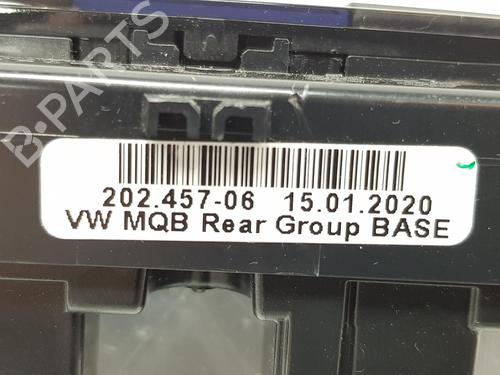 B-PARTS
202.457-06 15.01.2020
VW MQB Rear Group BASE